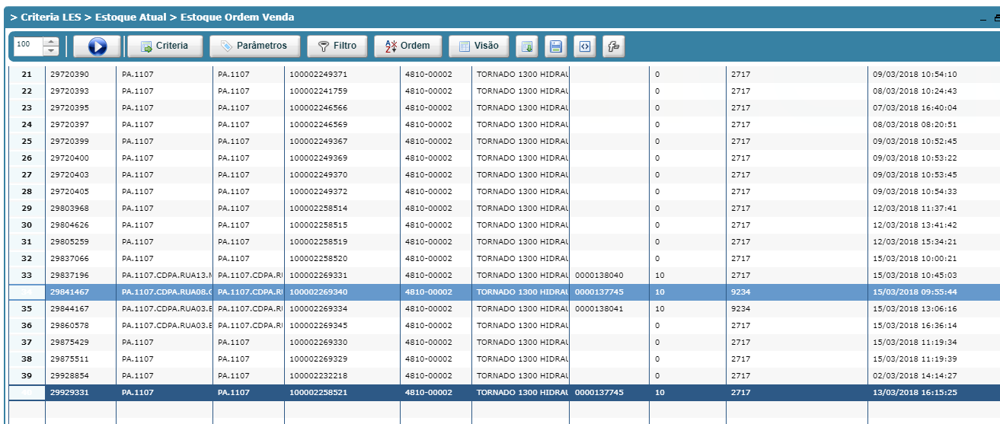 > Criteria LES > Estoque Atual > Estoque Ordem Venda
100 Criteria Parâmetros Filtro Ordem Visão
21 29720390 PA.1107 PA.1107 100002249371 4810-00002 TORNADO 1300 HIDRAU 0 2717 09/03/2018 10:54:10
22 29720393 PA.1107 PA.1107 100002241759 4810-00002 TORNADO 1300 HIDRAU 0 2717 08/03/2018 10:24:43
23 29720395 PA.1107 PA.1107 100002246566 4810-00002 TORNADO 1300 HIDRAU 0 2717 07/03/2018 16:40:04
24 29720397 PA.1107 PA.1107 100002246569 4810-00002 TORNADO 1300 HIDRAU 0 2717 08/03/2018 08:20:51
25 29720399 PA.1107 PA.1107 100002249367 4810-00002 TORNADO 1300 HIDRAU 0 2717 09/03/2018 10:52:45
26 29720400 PA.1107 PA.1107 100002249369 4810-00002 TORNADO 1300 HIDRAU 0 2717 09/03/2018 10:53:22
27 29720403 PA.1107 PA.1107 100002249370 4810-00002 TORNADO 1300 HIDRAU 0 2717 09/03/2018 10:53:45
28 29720405 PA.1107 PA.1107 100002249372 4810-00002 TORNADO 1300 HIDRAU 0 2717 09/03/2018 10:54:33
29 29803968 PA.1107 PA.1107 100002258514 4810-00002 TORNADO 1300 HIDRAU 0 2717 12/03/2018 11:37:41
30 29804626 PA.1107 PA.1107 100002258515 4810-00002 TORNADO 1300 HIDRAU 0 2717 12/03/2018 13:41:42
31 29805259 PA.1107 PA.1107 100002258519 4810-00002 TORNADO 1300 HIDRAU 0 2717 12/03/2018 15:34:21
32 29837066 PA.1107 PA.1107 100002258520 4810-00002 TORNADO 1300 HIDRAU 0 2717 15/03/2018 10:00:21
33 29837196 PA.1107.CDPA.RUA13.M PA.1107.CDPA.RU 100002269331 4810-00002 TORNADO 1300 HIDRAU 0000138040 10 2717 15/03/2018 10:45:03
34 29841467 PA.1107.CDPA.RUA08.C PA.1107.CDPA.RU 100002269340 4810-00002 TORNADO 1300 HIDRAU 0000137745 10 9234 15/03/2018 09:55:44
35 29844167 PA.1107.CDPA.RUA03.E PA.1107.CDPA.RU 100002269334 4810-00002 TORNADO 1300 HIDRAU 0000138041 10 9234 15/03/2018 13:06:16
36 29860578 PA.1107.CDPA.RUA03.E PA.1107.CDPA.RU 100002269345 4810-00002 TORNADO 1300 HIDRAU 0 2717 15/03/2018 16:36:14
37 29875429 PA.1107 PA.1107 100002269330 4810-00002 TORNADO 1300 HIDRAU 0 2717 15/03/2018 11:19:34
38 29875511 PA.1107 PA.1107 100002269329 4810-00002 TORNADO 1300 HIDRAU 0 2717 15/03/2018 11:19:39
39 29928854 PA.1107 PA.1107 100002232218 4810-00002 TORNADO 1300 HIDRAU 0 2717 02/03/2018 14:14:27
29929331 PA.1107 PA.1107 100002258521 4810-00002 TORNADO 1300 HIDRAU 0000137745 10 2717 13/03/2018 16:15:25